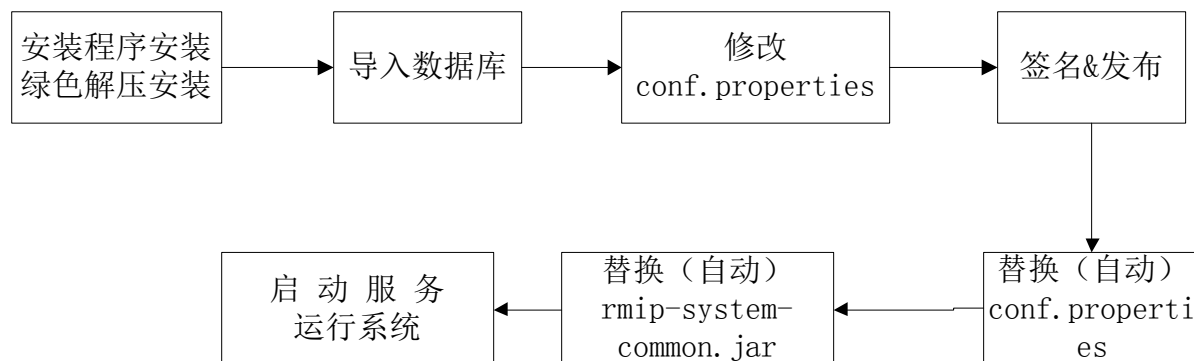 安装程序安装
绿色解压安装
导入数据库
修改
conf.properties
签名&发布
替换（自动）
conf.properti
es
替换（自动）
rmip-system-
common.jar
启 动 服 务
运行系统